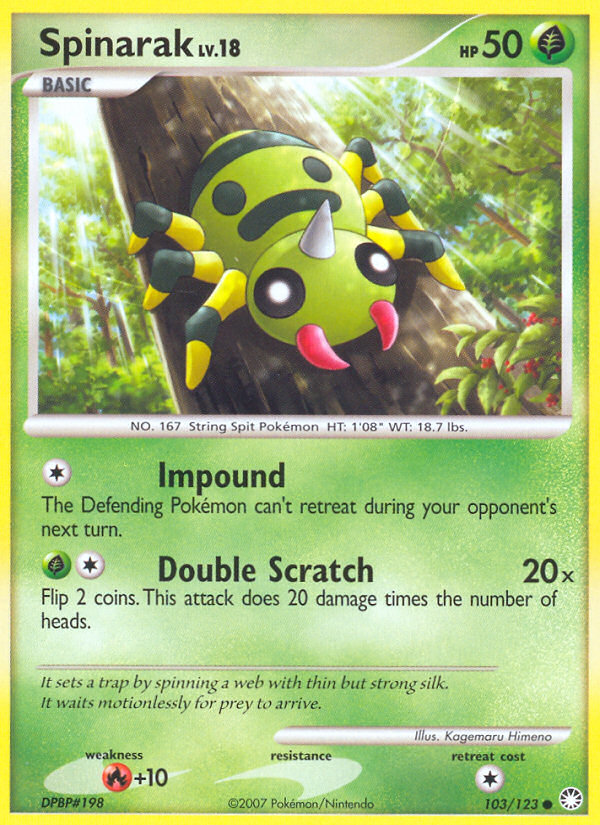 Spinarak LV.18
HP 50
BASIC
NO. 167 String Spit Pokémon HT: 1'08" WT: 18.7 lbs.
Impound
The Defending Pokémon can't retreat during your opponent's
next turn.
Double Scratch 20x
Flip 2 coins. This attack does 20 damage times the number of
heads.
It sets a trap by spinning a web with thin but strong silk.
It waits motionlessly for prey to arrive.
Illus. Kagemaru Himeno
weakness resistance retreat cost
+10
DPBP#198 ©2007 Pokémon/Nintendo 103/123